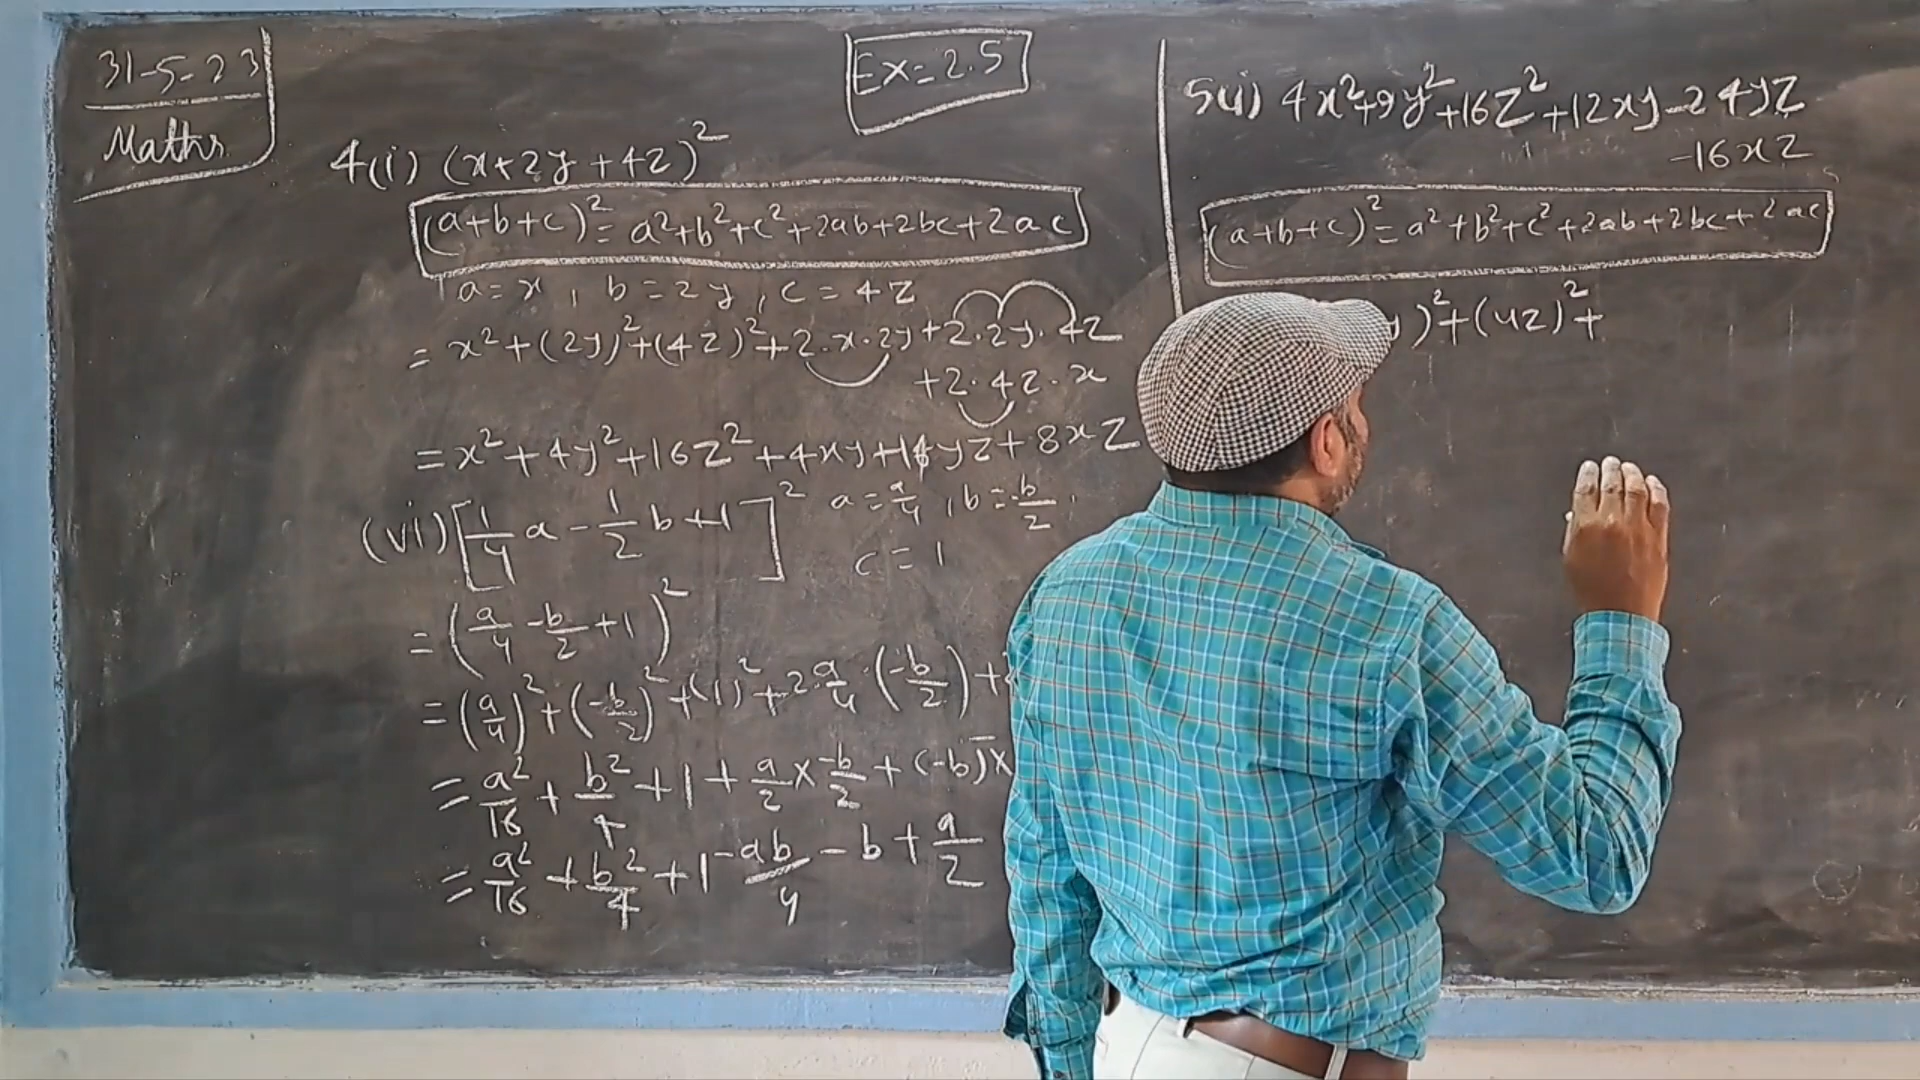 31-5-23
Maths
Ex=2.5
4(i) (x+2y+4z)²
(a+b+c)²=a²+b²+c²+2ab+2bc+2ac
a=x, b=2y, c=4z
= x²+(2y)²+(4z)²+2.x.2y+2.2y.4z
+2.4z.x
=x²+4y²+16z²+4xy+16yz+8xz
(vi) [1/4 a - 1/2 b+1]² a=a/4, b=-b/2,
c=1
= (a/4 -b/2 +1)²
= (a/4)²+(-b/2)²+(1)²+2.a/4.(-b/2)+
= a²/16 + b²/4 +1+ a/2 x -b/2 + (-b)x
= a²/16 + b²/4 +1 -ab/4 -b+ a/2
5(i) 4x²+9y²+16z²+12xy-24yz
-16xz
(a+b+c)²=a²+b²+c²+2ab+2bc+2ac
)²+(4z)²+